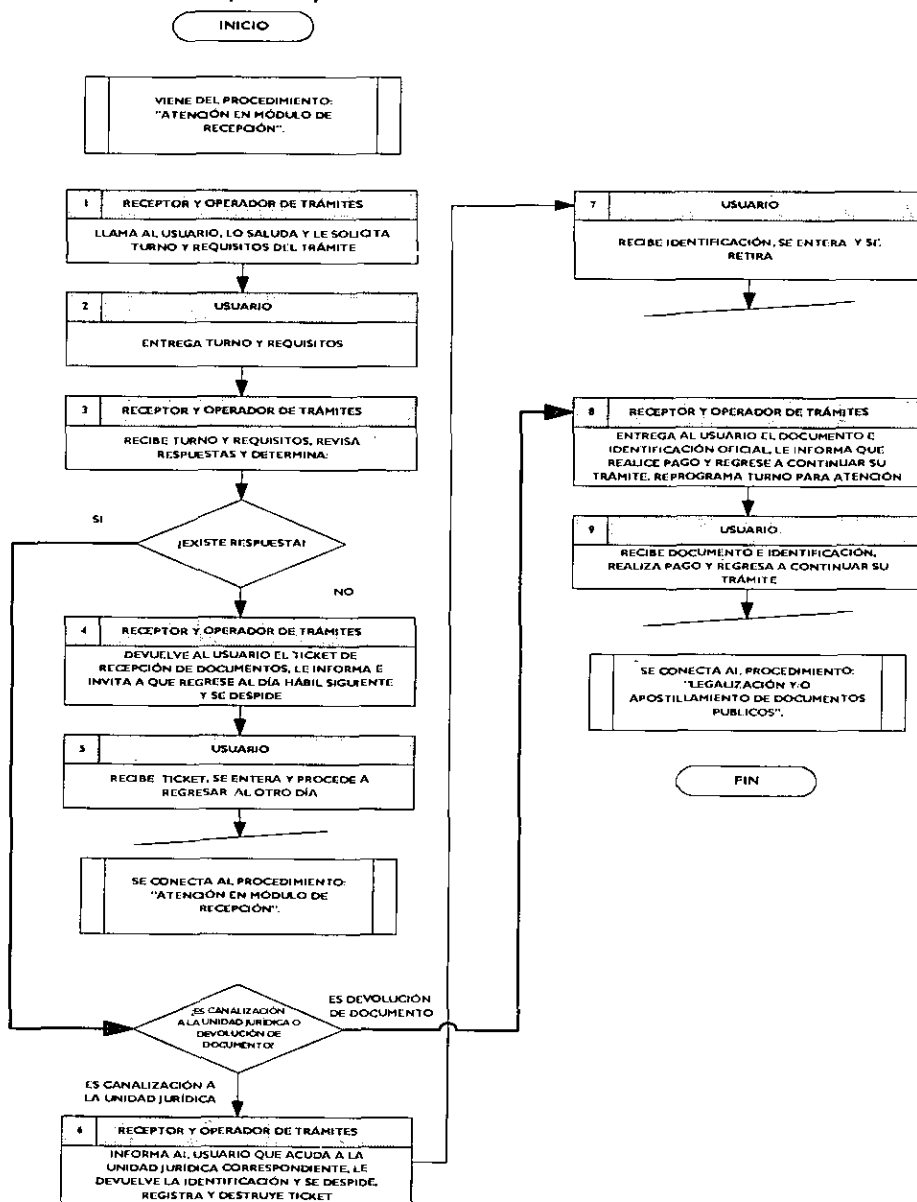 INICIO
VIENE DEL PROCEDIMIENTO:
"ATENCIÓN EN MÓDULO DE
RECEPCIÓN".
1 RECEPTOR Y OPERADOR DE TRÁMITES
LLAMA AL USUARIO, LO SALUDA Y LE SOLICITA
TURNO Y REQUISITOS DEL TRÁMITE
2 USUARIO
ENTREGA TURNO Y REQUISITOS
3 RECEPTOR Y OPERADOR DE TRÁMITES
RECIBE TURNO Y REQUISITOS, REVISA
RESPUESTAS Y DETERMINA:
SI
¿EXISTE RESPUESTA?
NO
4 RECEPTOR Y OPERADOR DE TRÁMITES
DEVUELVE AL USUARIO EL TICKET DE
RECEPCIÓN DE DOCUMENTOS, LE INFORMA E
INVITA A QUE REGRESE AL DÍA HÁBIL SIGUIENTE
Y SE DESPIDE
5 USUARIO
RECIBE TICKET, SE ENTERA Y PROCEDE A
REGRESAR AL OTRO DÍA
SE CONECTA AL PROCEDIMIENTO:
"ATENCIÓN EN MÓDULO DE
RECEPCIÓN".
¿ES CANALIZACIÓN
A LA UNIDAD JURÍDICA O
DEVOLUCIÓN DE
DOCUMENTO?
ES DEVOLUCIÓN
DE DOCUMENTO
ES CANALIZACIÓN A
LA UNIDAD JURÍDICA
6 RECEPTOR Y OPERADOR DE TRÁMITES
INFORMA AL USUARIO QUE ACUDA A LA
UNIDAD JURÍDICA CORRESPONDIENTE, LE
DEVUELVE LA IDENTIFICACIÓN Y SE DESPIDE,
REGISTRA Y DESTRUYE TICKET
7 USUARIO
RECIBE IDENTIFICACIÓN, SE ENTERA Y SE
RETIRA
8 RECEPTOR Y OPERADOR DE TRÁMITES
ENTREGA AL USUARIO EL DOCUMENTO E
IDENTIFICACIÓN OFICIAL, LE INFORMA QUE
REALICE PAGO Y REGRESE A CONTINUAR SU
TRÁMITE, REPROGRAMA TURNO PARA ATENCIÓN
9 USUARIO
RECIBE DOCUMENTO E IDENTIFICACIÓN,
REALIZA PAGO Y REGRESA A CONTINUAR SU
TRÁMITE
SE CONECTA AL PROCEDIMIENTO:
"LEGALIZACIÓN Y/O
APOSTILLAMIENTO DE DOCUMENTOS
PUBLICOS".
FIN